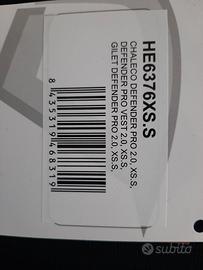 HE6376XS.S
CHALECO DEFENDER PRO 2.0, XS.S,
DEFENDER PRO VEST 2.0, XS.S,
GILET DEFENDER PRO 2.0, XS.S,
8 435319 468319
subito